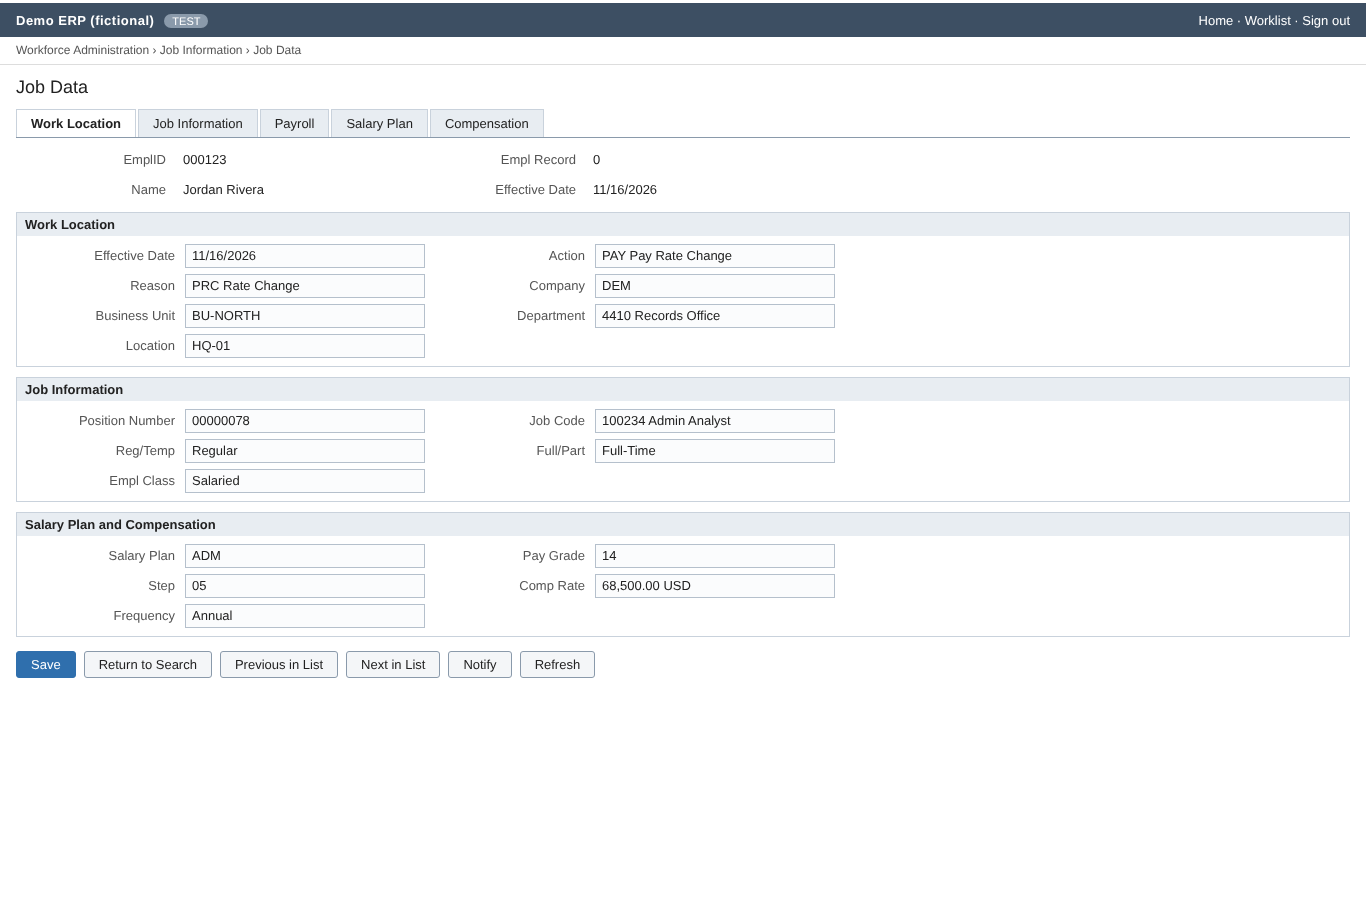 Demo ERP (fictional) TEST Home · Worklist · Sign out
Workforce Administration › Job Information › Job Data
Job Data
Work Location Job Information Payroll Salary Plan Compensation
EmplID 000123 Empl Record 0
Name Jordan Rivera Effective Date 11/16/2026
Work Location
Effective Date 11/16/2026 Action PAY Pay Rate Change
Reason PRC Rate Change Company DEM
Business Unit BU-NORTH Department 4410 Records Office
Location HQ-01
Job Information
Position Number 00000078 Job Code 100234 Admin Analyst
Reg/Temp Regular Full/Part Full-Time
Empl Class Salaried
Salary Plan and Compensation
Salary Plan ADM Pay Grade 14
Step 05 Comp Rate 68,500.00 USD
Frequency Annual
Save Return to Search Previous in List Next in List Notify Refresh